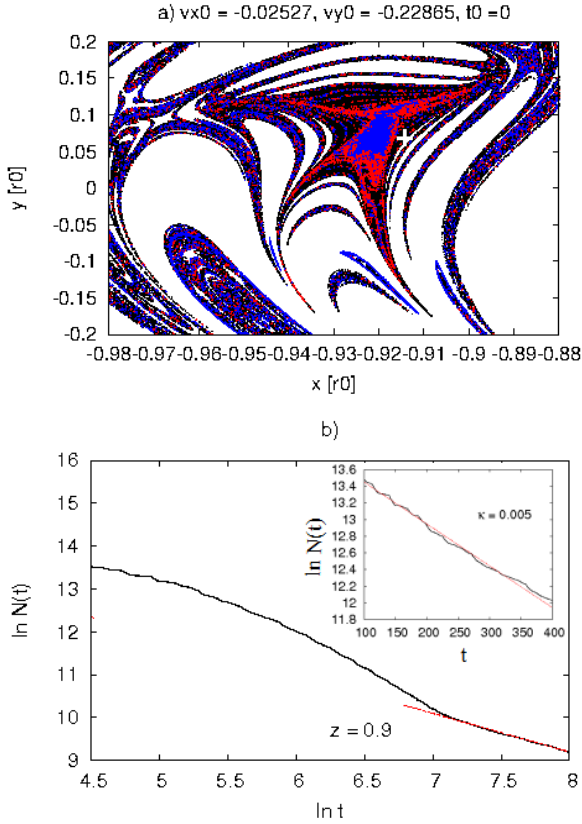 a) vx0 = -0.02527, vy0 = -0.22865, t0 =0
0.2
0.15
0.1
0.05
0
-0.05
-0.1
-0.15
-0.2
y [r0]
-0.98 -0.97 -0.96 -0.95 -0.94 -0.93 -0.92 -0.91 -0.9 -0.89 -0.88
x [r0]
b)
16
15
14
13
12
11
10
9
ln N(t)
13.6
13.4
13.2
13
12.8
12.6
12.4
12.2
12
11.8
ln N(t)
κ = 0.005
100 150 200 250 300 350 400
t
z = 0.9
4.5 5 5.5 6 6.5 7 7.5 8
ln t